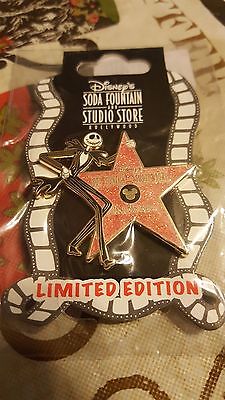 Disney's
SODA FOUNTAIN
AND
STUDIO STORE
HOLLYWOOD
LIMITED EDITION